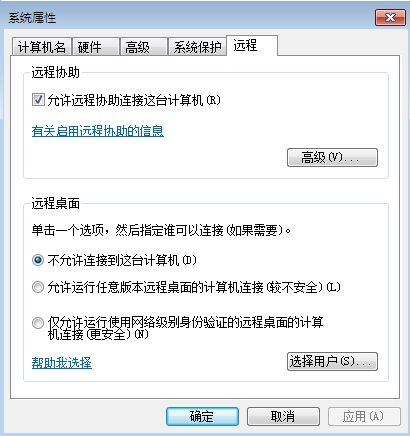 系统属性
计算机名 硬件 高级 系统保护 远程
远程协助
允许远程协助连接这台计算机(R)
有关启用远程协助的信息
高级(V)...
远程桌面
单击一个选项，然后指定谁可以连接(如果需要)。
不允许连接到这台计算机(D)
允许运行任意版本远程桌面的计算机连接(较不安全)(L)
仅允许运行使用网络级别身份验证的远程桌面的计算
机连接(更安全)(N)
帮助我选择
选择用户(S)...
确定 取消 应用(A)